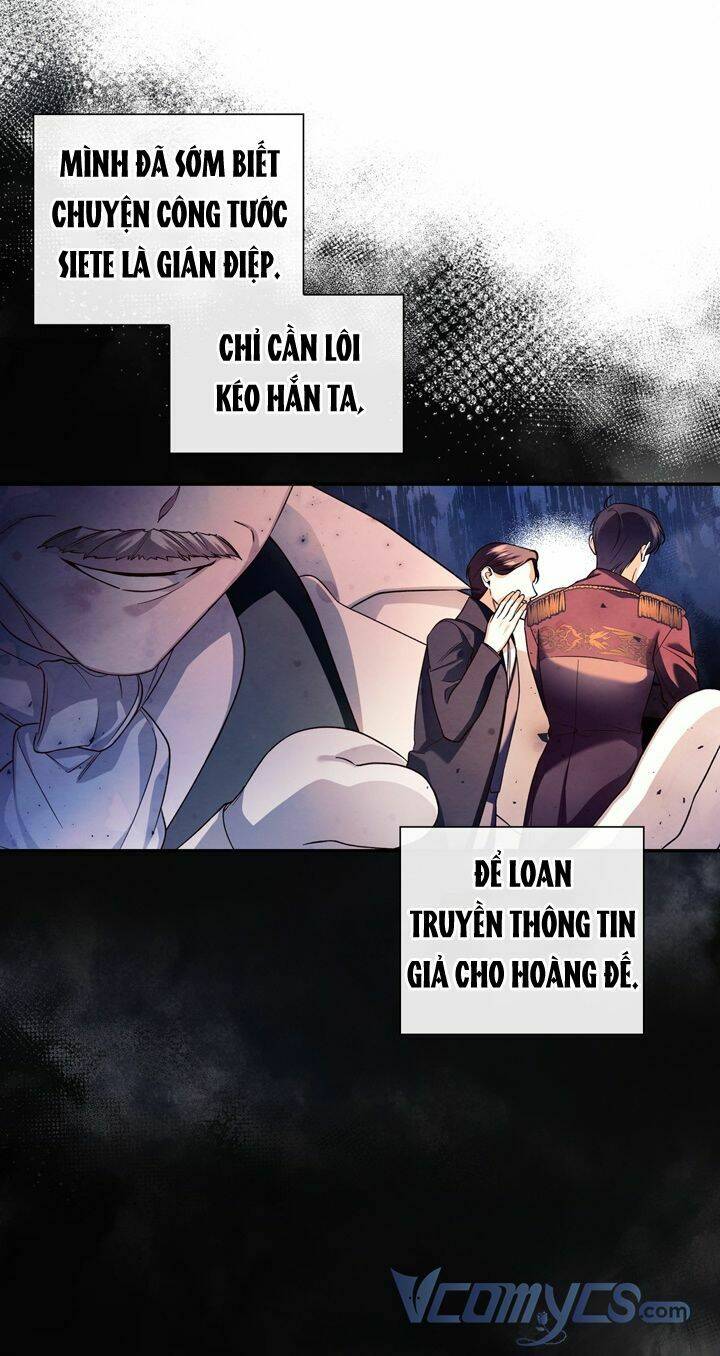 MÌNH ĐÃ SỚM BIẾT
CHUYỆN CÔNG TƯỚC
SIETE LÀ GIÁN ĐIỆP.
CHỈ CẦN LÔI
KÉO HẮN TA,
ĐỂ LOAN
TRUYỀN THÔNG TIN
GIẢ CHO HOÀNG ĐẾ.
VCOMYCS.com